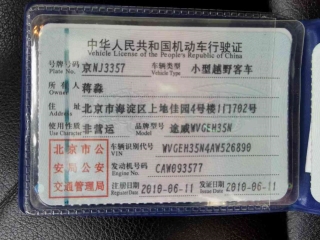 中华人民共和国机动车行驶证
Vehicle License of the People's Republic of China
号牌号码 京NJ3357 车辆类型 小型越野客车
Plate No. Vehicle Type
所有人 蒋淼
Owner
住址 北京市海淀区上地佳园4号楼1门702号
Address
使用性质 非营运 品牌型号 途威WVGEH35N
Use Character Model
北京市公 车辆识别代号 WVGEH35N4AW526890
VIN
安局公安 发动机号码 CAW093577
Engine No.
交通管理局 注册日期 2010-06-11 发证日期 2010-06-11
Register Date Issue Date